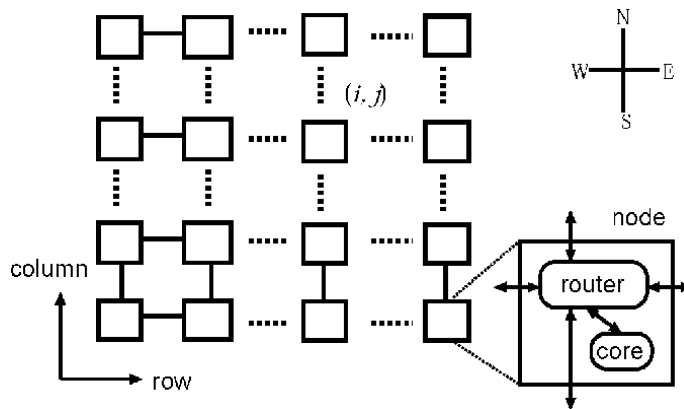 N
W E
S
(i, j)
node
router
core
column
row